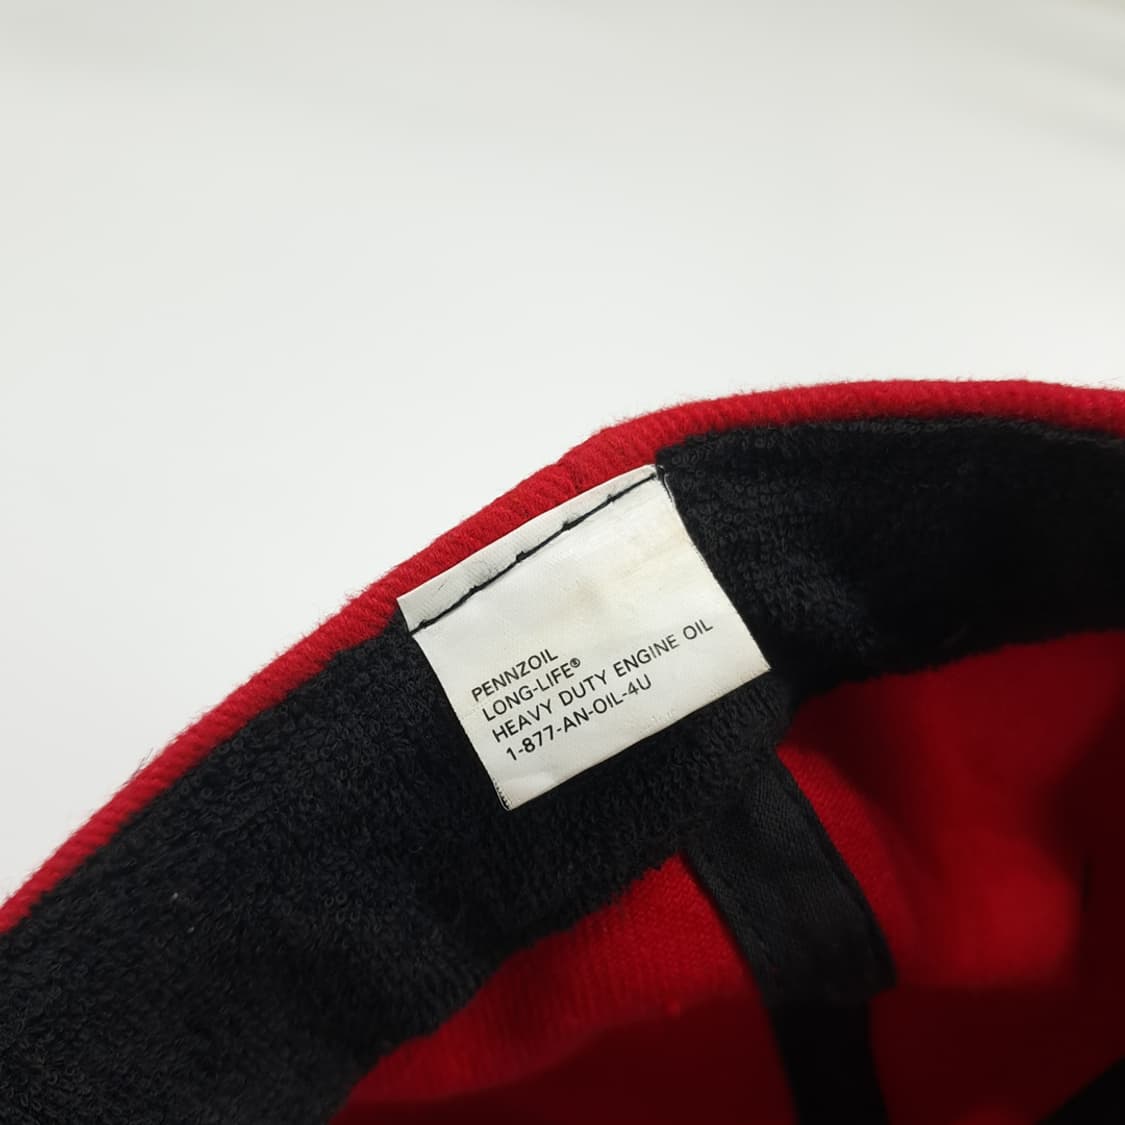 PENNZOIL
LONG-LIFE®
HEAVY DUTY ENGINE OIL
1-877-AN-OIL-4U